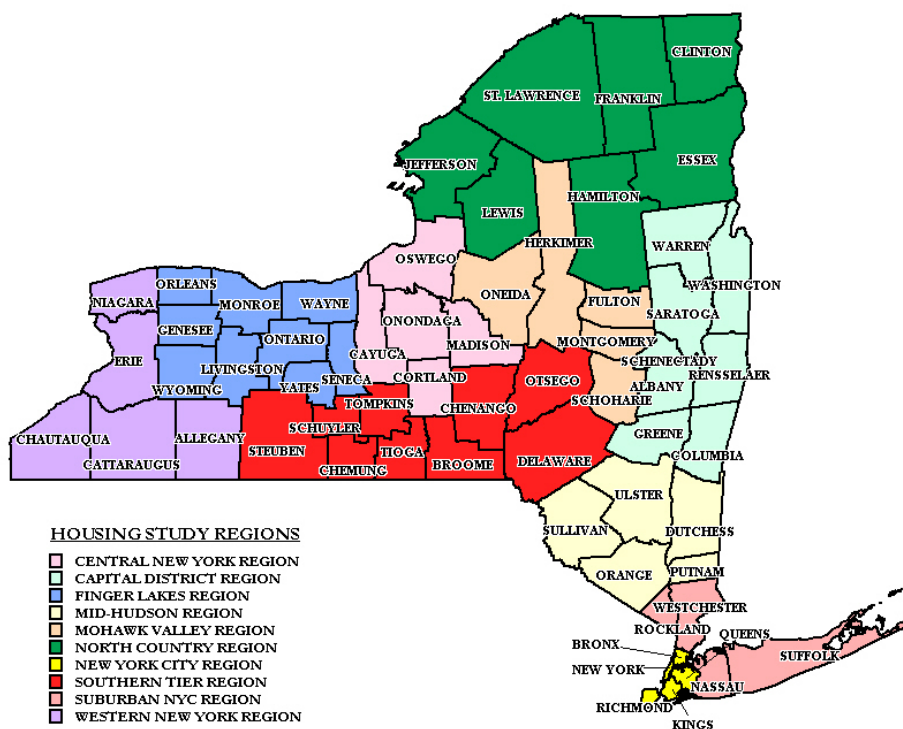 CLINTON
ST. LAWRENCE
FRANKLIN
ESSEX
JEFFERSON
HAMILTON
LEWIS
HERKIMER
WARREN
OSWEGO
WASHINGTON
ORLEANS
NIAGARA
MONROE
WAYNE
ONEIDA
FULTON
SARATOGA
GENESEE
ONONDAGA
ONTARIO
MONTGOMERY
MADISON
CAYUGA
SCHENECTADY
ERIE
LIVINGSTON
RENSSELAER
SENECA
CORTLAND
WYOMING
YATES
OTSEGO
ALBANY
TOMPKINS
CHENANGO
SCHOHARIE
SCHUYLER
GREENE
CHAUTAUQUA
ALLEGANY
STEUBEN
TIOGA
COLUMBIA
CATTARAUGUS
CHEMUNG
BROOME
DELAWARE
ULSTER
SULLIVAN
DUTCHESS
ORANGE
PUTNAM
WESTCHESTER
ROCKLAND
QUEENS
BRONX
SUFFOLK
NEW YORK
NASSAU
RICHMOND
KINGS
HOUSING STUDY REGIONS
CENTRAL NEW YORK REGION
CAPITAL DISTRICT REGION
FINGER LAKES REGION
MID-HUDSON REGION
MOHAWK VALLEY REGION
NORTH COUNTRY REGION
NEW YORK CITY REGION
SOUTHERN TIER REGION
SUBURBAN NYC REGION
WESTERN NEW YORK REGION